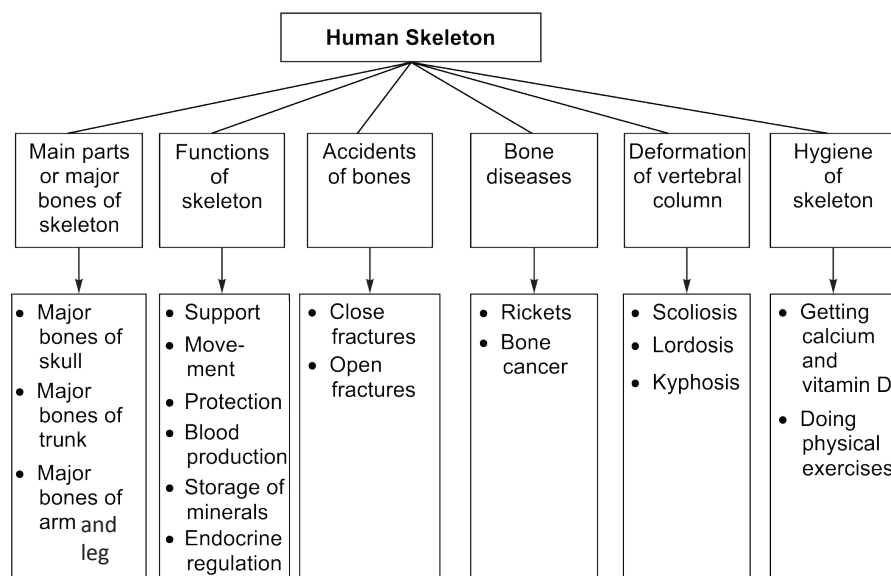 Human Skeleton
Main parts
or major
bones of
skeleton
Functions
of
skeleton
Accidents
of bones
Bone
diseases
Deformation
of vertebral
column
Hygiene
of
skeleton
• Major
bones of
skull
• Major
bones of
trunk
• Major
bones of
arm and
leg
• Support
• Move-
ment
• Protection
• Blood
production
• Storage of
minerals
• Endocrine
regulation
• Close
fractures
• Open
fractures
• Rickets
• Bone
cancer
• Scoliosis
• Lordosis
• Kyphosis
• Getting
calcium
and
vitamin D
• Doing
physical
exercises